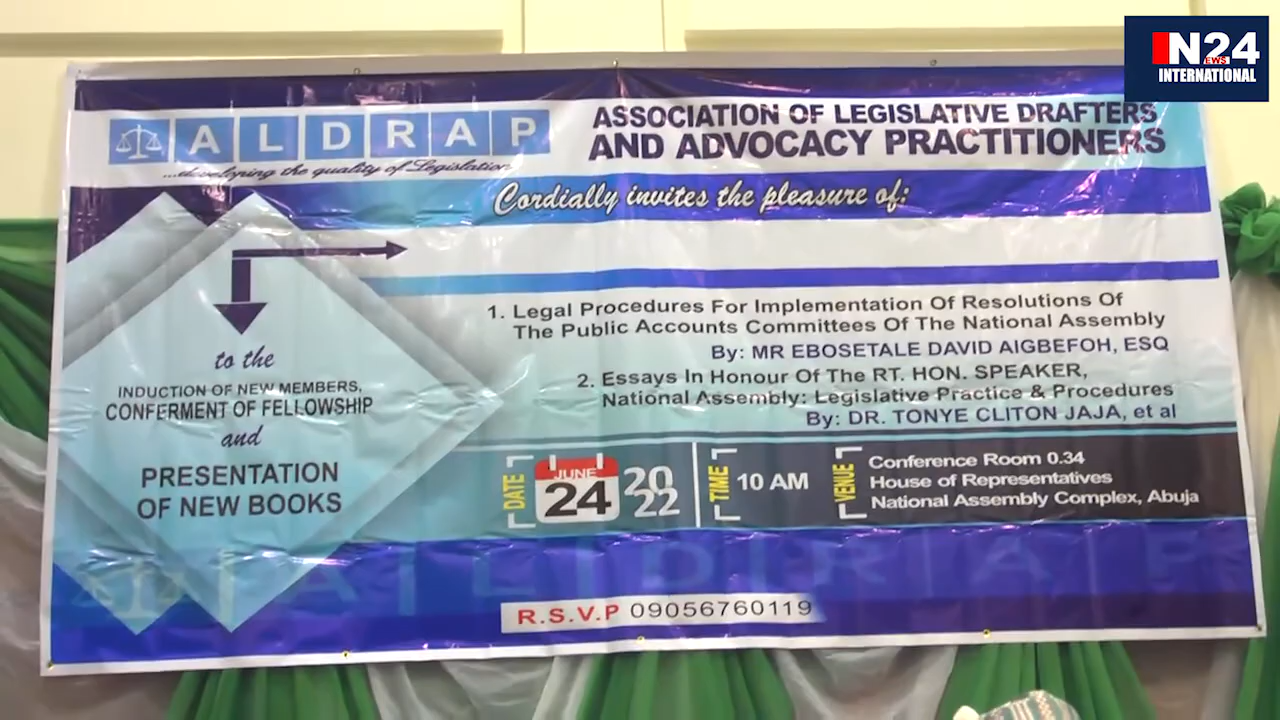 N24
EWS
INTERNATIONAL
ALDRAP
...developing the quality of Legislation
ASSOCIATION OF LEGISLATIVE DRAFTERS
AND ADVOCACY PRACTITIONERS
Cordially invites the pleasure of:
to the
INDUCTION OF NEW MEMBERS,
CONFERMENT OF FELLOWSHIP
and
PRESENTATION
OF NEW BOOKS
1. Legal Procedures For Implementation Of Resolutions Of
The Public Accounts Committees Of The National Assembly
By: MR EBOSETALE DAVID AIGBEFOH, ESQ
2. Essays In Honour Of The RT. HON. SPEAKER,
National Assembly: Legislative Practice & Procedures
By: DR. TONYE CLITON JAJA, et al
DATE
JUNE
24
20
22
TIME
10 AM
VENUE
Conference Room 0.34
House of Representatives
National Assembly Complex, Abuja
ALDRAP
R.S.V.P 09056760119